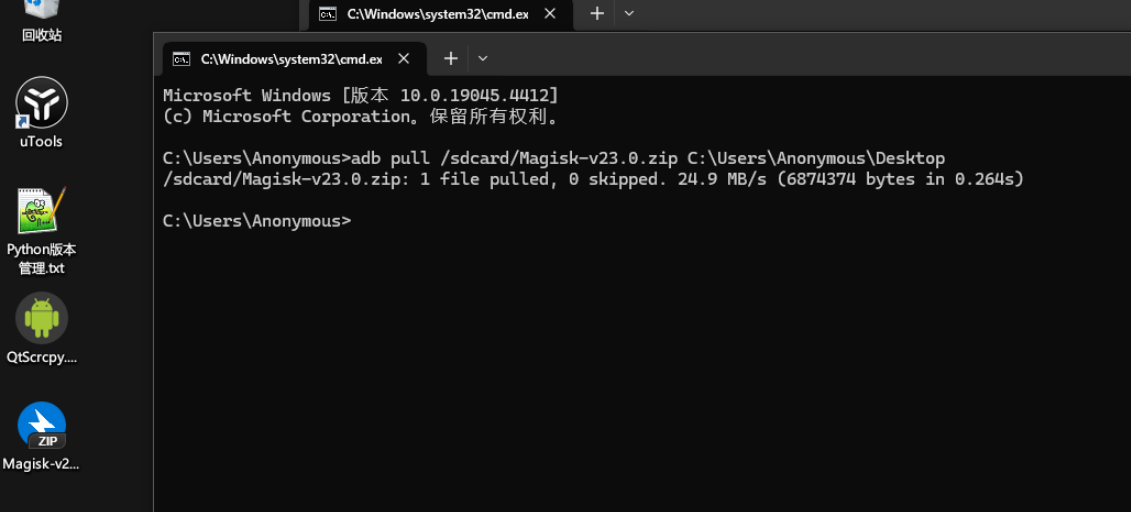 回收站
uTools
Python版本
管理.txt
QtScrcpy....
ZIP
Magisk-v2...
C:\Windows\system32\cmd.ex
C:\Windows\system32\cmd.ex
Microsoft Windows [版本 10.0.19045.4412]
(c) Microsoft Corporation。保留所有权利。
C:\Users\Anonymous>adb pull /sdcard/Magisk-v23.0.zip C:\Users\Anonymous\Desktop
/sdcard/Magisk-v23.0.zip: 1 file pulled, 0 skipped. 24.9 MB/s (6874374 bytes in 0.264s)
C:\Users\Anonymous>